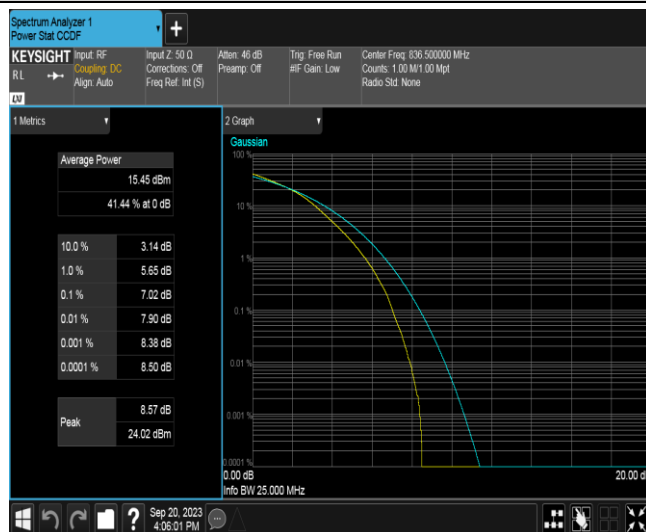 Spectrum Analyzer 1
Power Stat CCDF
KEYSIGHT
RL
LXI
Input: RF
Coupling: DC
Align: Auto
Input Z: 50 Ω
Corrections: Off
Freq Ref: Int (S)
Atten: 46 dB
Preamp: Off
Trig: Free Run
#IF Gain: Low
Center Freq: 836.500000 MHz
Counts: 1.00 M/1.00 Mpt
Radio Std: None
1 Metrics
Average Power
15.45 dBm
41.44 % at 0 dB
10.0 % 3.14 dB
1.0 % 5.65 dB
0.1 % 7.02 dB
0.01 % 7.90 dB
0.001 % 8.38 dB
0.0001 % 8.50 dB
Peak
8.57 dB
24.02 dBm
2 Graph
Gaussian
100 %
10 %
1 %
0.1 %
0.01 %
0.001 %
0.0001 %
0.00 dB
20.00 d
Info BW 25.000 MHz
?
Sep 20, 2023
4:06:01 PM